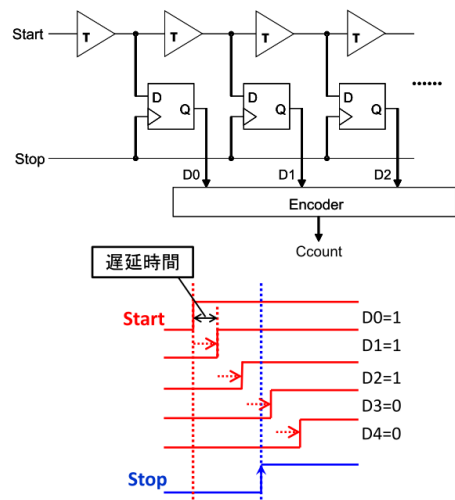 Start
T T T T
D Q D Q D Q
......
Stop
D0 D1 D2
Encoder
Ccount
遅延時間
Start
D0=1
D1=1
D2=1
D3=0
D4=0
Stop